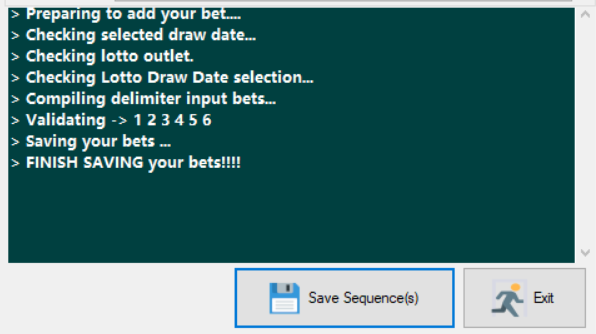 > Preparing to add your bet....
> Checking selected draw date...
> Checking lotto outlet.
> Checking Lotto Draw Date selection...
> Compiling delimiter input bets...
> Validating -> 1 2 3 4 5 6
> Saving your bets ...
> FINISH SAVING your bets!!!!
Save Sequence(s)
Exit